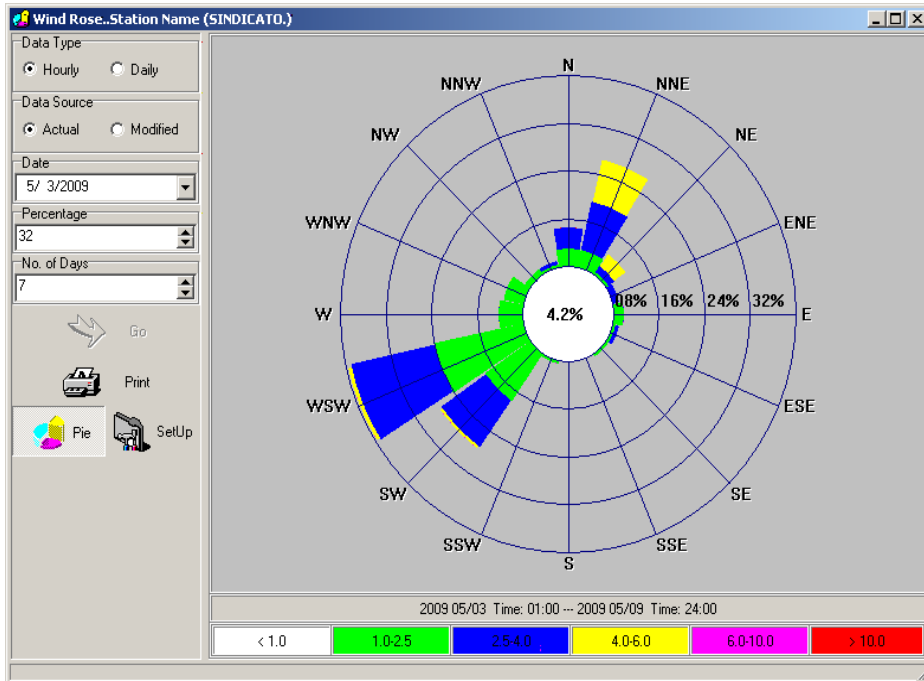 Wind Rose..Station Name (SINDICATO.)
Data Type
Hourly Daily
Data Source
Actual Modified
Date
5/ 3/2009
Percentage
32
No. of Days
7
Go
Print
Pie SetUp
N
NNW NNE
NW NE
WNW ENE
W 4.2% 08% 16% 24% 32% E
WSW ESE
SW SE
SSW SSE
S
2009 05/03 Time: 01:00 --- 2009 05/09 Time: 24:00
< 1.0 1.0-2.5 2.5-4.0 4.0-6.0 6.0-10.0 > 10.0